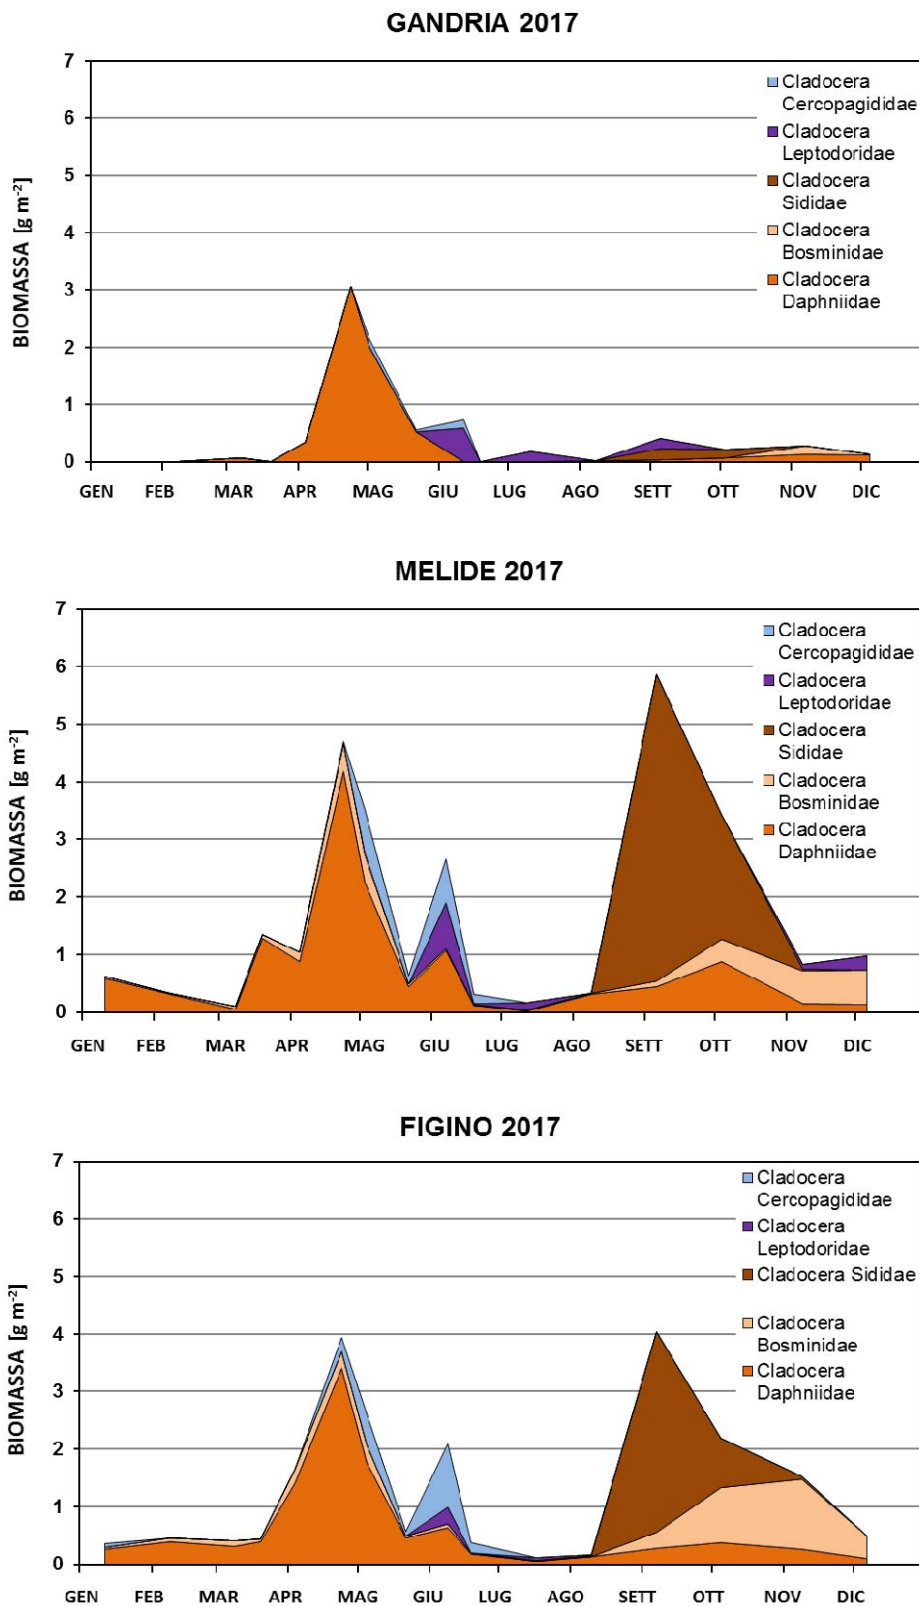 GANDRIA 2017
BIOMASSA [g m⁻²]
7
6
5
4
3
2
1
0
Cladocera
Cercopagididae
Cladocera
Leptodoridae
Cladocera
Sididae
Cladocera
Bosminidae
Cladocera
Daphniidae
GEN FEB MAR APR MAG GIU LUG AGO SETT OTT NOV DIC
MELIDE 2017
BIOMASSA [g m⁻²]
7
6
5
4
3
2
1
0
Cladocera
Cercopagididae
Cladocera
Leptodoridae
Cladocera
Sididae
Cladocera
Bosminidae
Cladocera
Daphniidae
GEN FEB MAR APR MAG GIU LUG AGO SETT OTT NOV DIC
FIGINO 2017
BIOMASSA [g m⁻²]
7
6
5
4
3
2
1
0
Cladocera
Cercopagididae
Cladocera
Leptodoridae
Cladocera Sididae
Cladocera
Bosminidae
Cladocera
Daphniidae
GEN FEB MAR APR MAG GIU LUG AGO SETT OTT NOV DIC